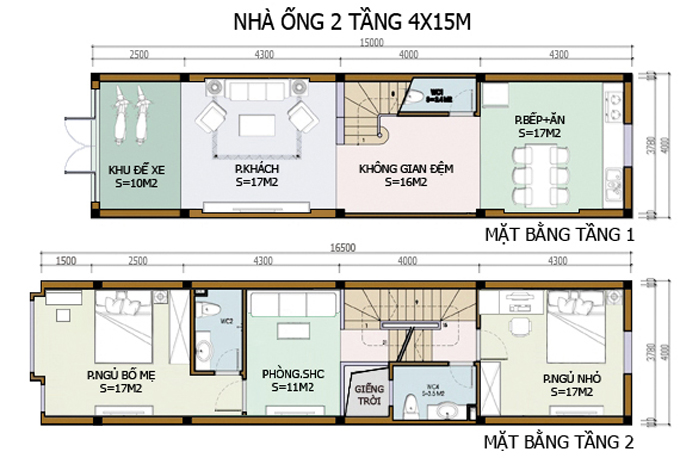 NHÀ ỐNG 2 TẦNG 4X15M
15000
2500 4300 4000 4300
WC1
S=2.4M2
P.BẾP+ĂN
S=17M2
KHU ĐỂ XE
S=10M2
P.KHÁCH
S=17M2
KHÔNG GIAN ĐỆM
S=16M2
3780
4000
MẶT BẰNG TẦNG 1
16500
1500 2500 4300 4000 4300
WC2
P.NGỦ BỐ MẸ
S=17M2
PHÒNG.SHC
S=11M2
GIẾNG
TRỜI
S=3.5M2
P.NGỦ NHỎ
S=17M2
3780
4000
MẶT BẰNG TẦNG 2